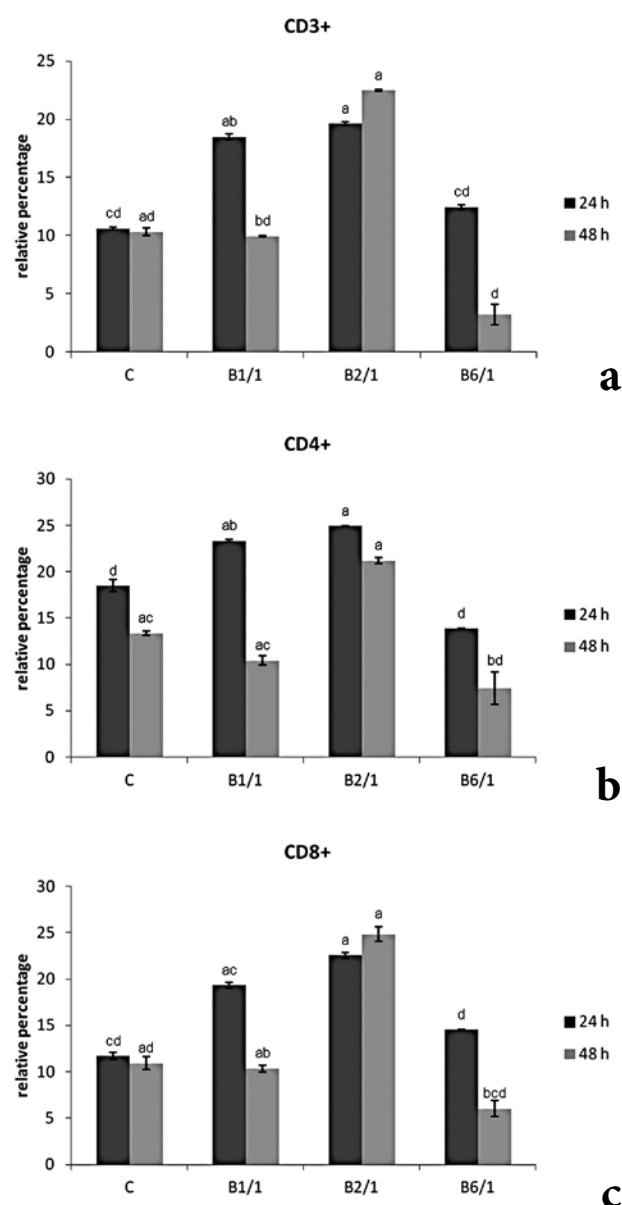 CD3+
relative percentage
25
20
15
10
5
0
cd ad ab bd a a cd d
C B1/1 B2/1 B6/1
24 h
48 h
a
CD4+
relative percentage
30
25
20
15
10
5
0
d ac ab ac a a d bd
C B1/1 B2/1 B6/1
24 h
48 h
b
CD8+
relative percentage
30
25
20
15
10
5
0
cd ad ac ab a a d bcd
C B1/1 B2/1 B6/1
24 h
48 h
c